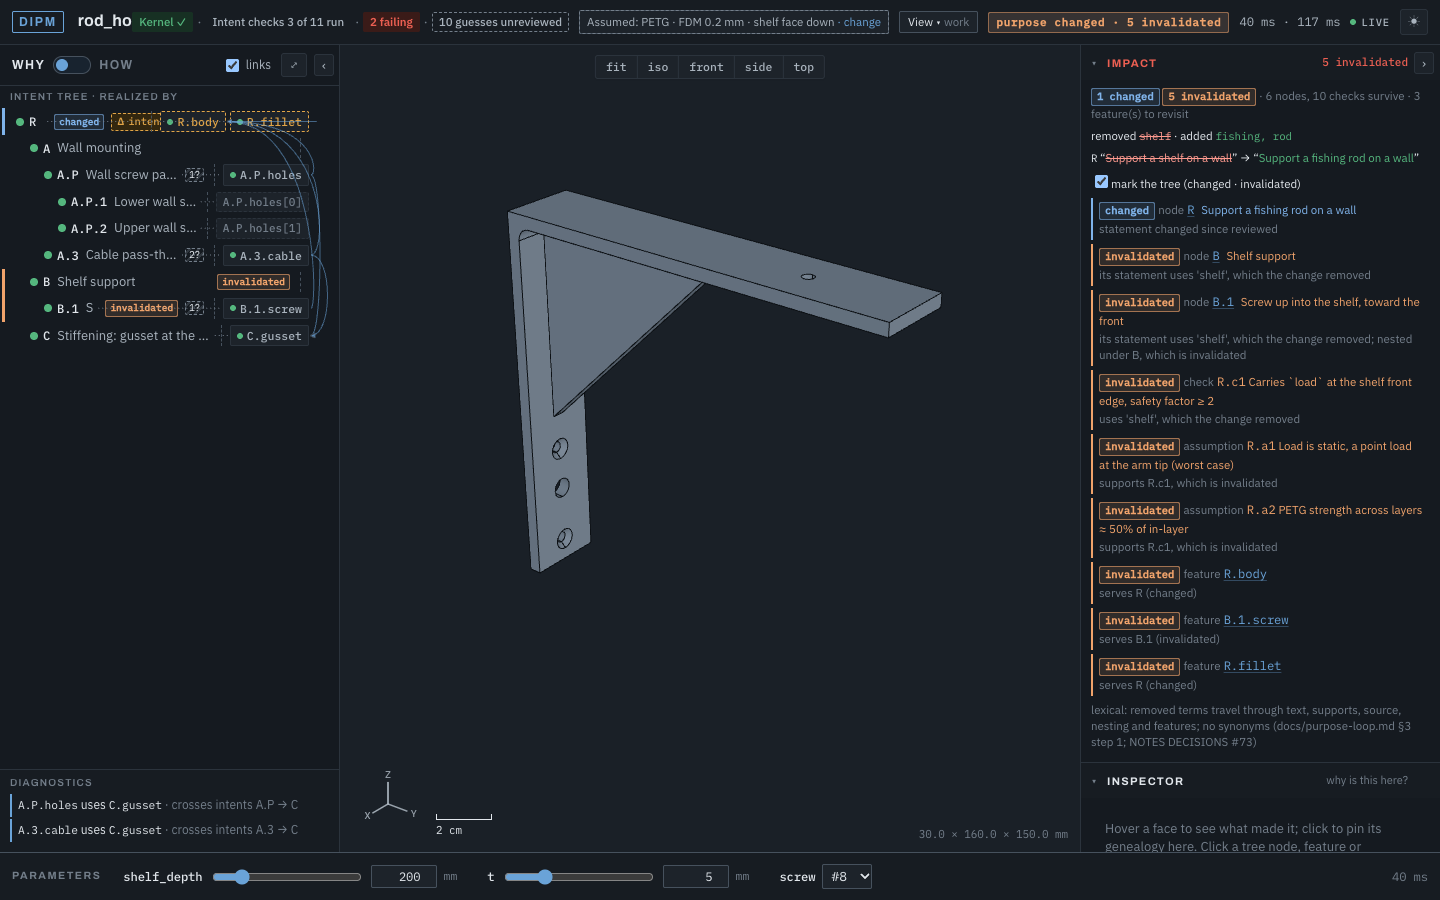 DIPM rod_ho Kernel ✓ · Intent checks 3 of 11 run · 2 failing · 10 guesses unreviewed Assumed: PETG · FDM 0.2 mm · shelf face down · change View • work purpose changed · 5 invalidated 40 ms · 117 ms LIVE
WHY HOW links
INTENT TREE · REALIZED BY
R changed Δ inten R.body R.fillet
A Wall mounting
A.P Wall screw pa... 1? A.P.holes
A.P.1 Lower wall s... A.P.holes[0]
A.P.2 Upper wall s... A.P.holes[1]
A.3 Cable pass-th... 2? A.3.cable
B Shelf support invalidated
B.1 S invalidated 1? B.1.screw
C Stiffening: gusset at the ... C.gusset
DIAGNOSTICS
A.P.holes uses C.gusset · crosses intents A.P → C
A.3.cable uses C.gusset · crosses intents A.3 → C
fit iso front side top
Z
X
Y
2 cm
30.0 × 160.0 × 150.0 mm
IMPACT 5 invalidated
1 changed 5 invalidated · 6 nodes, 10 checks survive · 3
feature(s) to revisit
removed shelf · added fishing, rod
R “Support a shelf on a wall” → “Support a fishing rod on a wall”
mark the tree (changed · invalidated)
changed node R Support a fishing rod on a wall
statement changed since reviewed
invalidated node B Shelf support
its statement uses 'shelf', which the change removed
invalidated node B.1 Screw up into the shelf, toward the
front
its statement uses 'shelf', which the change removed; nested
under B, which is invalidated
invalidated check R.c1 Carries `load` at the shelf front
edge, safety factor ≥ 2
uses 'shelf', which the change removed
invalidated assumption R.a1 Load is static, a point load
at the arm tip (worst case)
supports R.c1, which is invalidated
invalidated assumption R.a2 PETG strength across layers
≈ 50% of in-layer
supports R.c1, which is invalidated
invalidated feature R.body
serves R (changed)
invalidated feature B.1.screw
serves B.1 (invalidated)
invalidated feature R.fillet
serves R (changed)
lexical: removed terms travel through text, supports, source,
nesting and features; no synonyms (docs/purpose-loop.md §3
step 1; NOTES DECISIONS #73)
INSPECTOR why is this here?
Hover a face to see what made it; click to pin its
genealogy here. Click a tree node, feature or
PARAMETERS shelf_depth 200 mm t 5 mm screw #8 40 ms